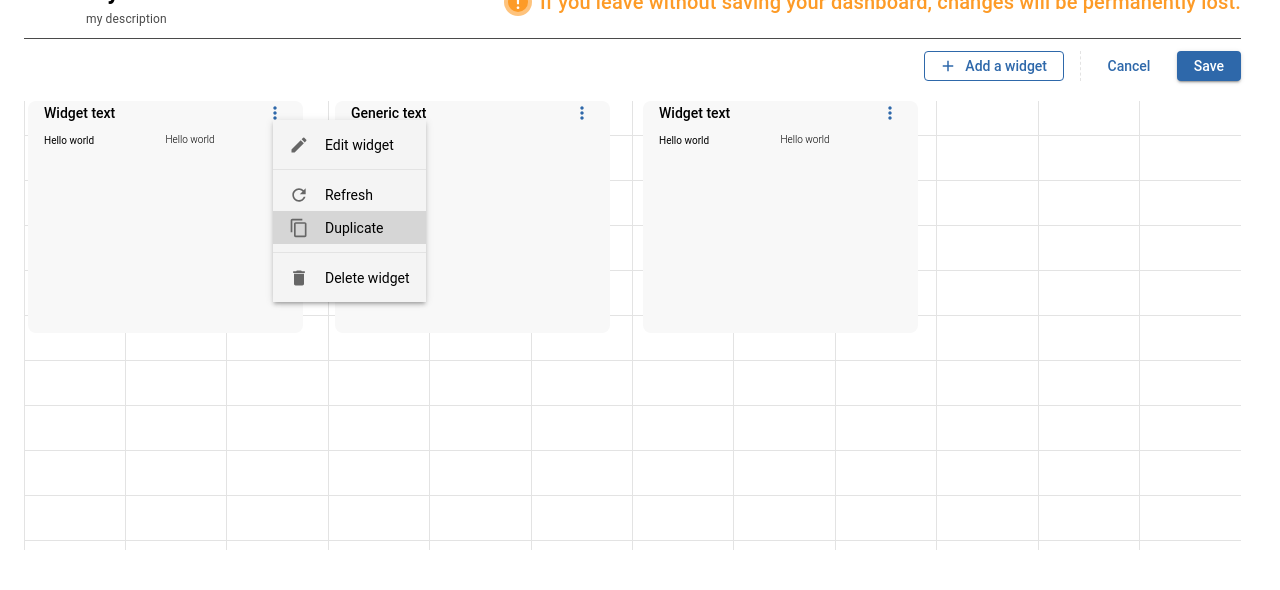 my description
If you leave without saving your dashboard, changes will be permanently lost.
Add a widget
Cancel
Save
Widget text
Generic text
Widget text
Hello world
Hello world
Hello world
Hello world
Edit widget
Refresh
Duplicate
Delete widget